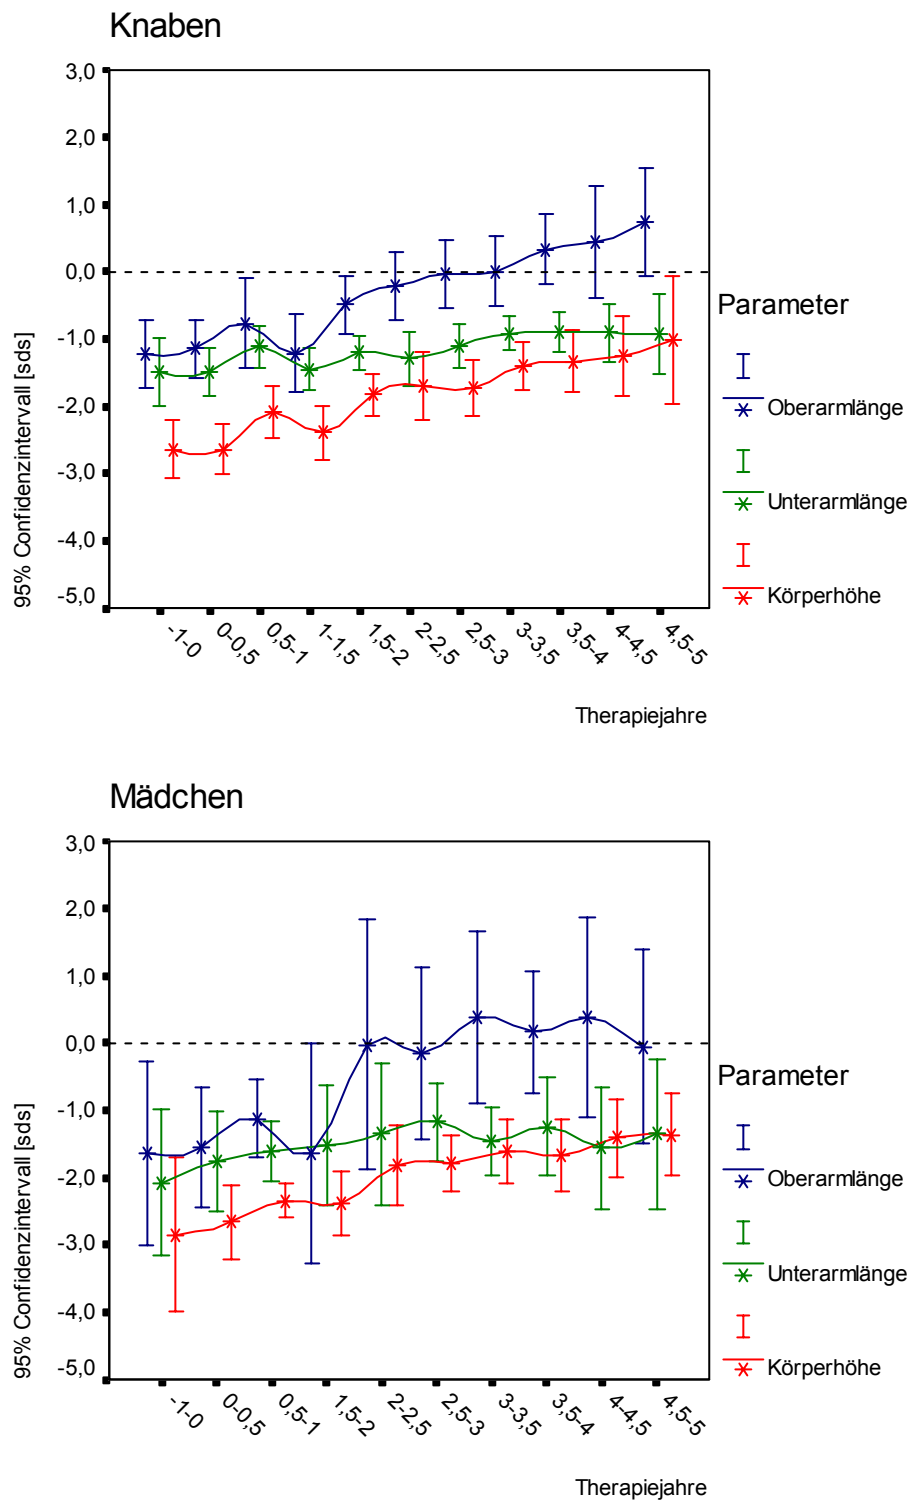 Knaben
3,0
2,0
1,0
0,0
-1,0
-2,0
-3,0
-4,0
-5,0
95% Confidenzintervall [sds]
-1-0
0-0,5
0,5-1
1-1,5
1,5-2
2-2,5
2,5-3
3-3,5
3,5-4
4-4,5
4,5-5
Therapiejahre
Parameter
Oberarmlänge
Unterarmlänge
Körperhöhe
Mädchen
3,0
2,0
1,0
0,0
-1,0
-2,0
-3,0
-4,0
-5,0
95% Confidenzintervall [sds]
-1-0
0-0,5
0,5-1
1,5-2
2-2,5
2,5-3
3-3,5
3,5-4
4-4,5
4,5-5
Therapiejahre
Parameter
Oberarmlänge
Unterarmlänge
Körperhöhe